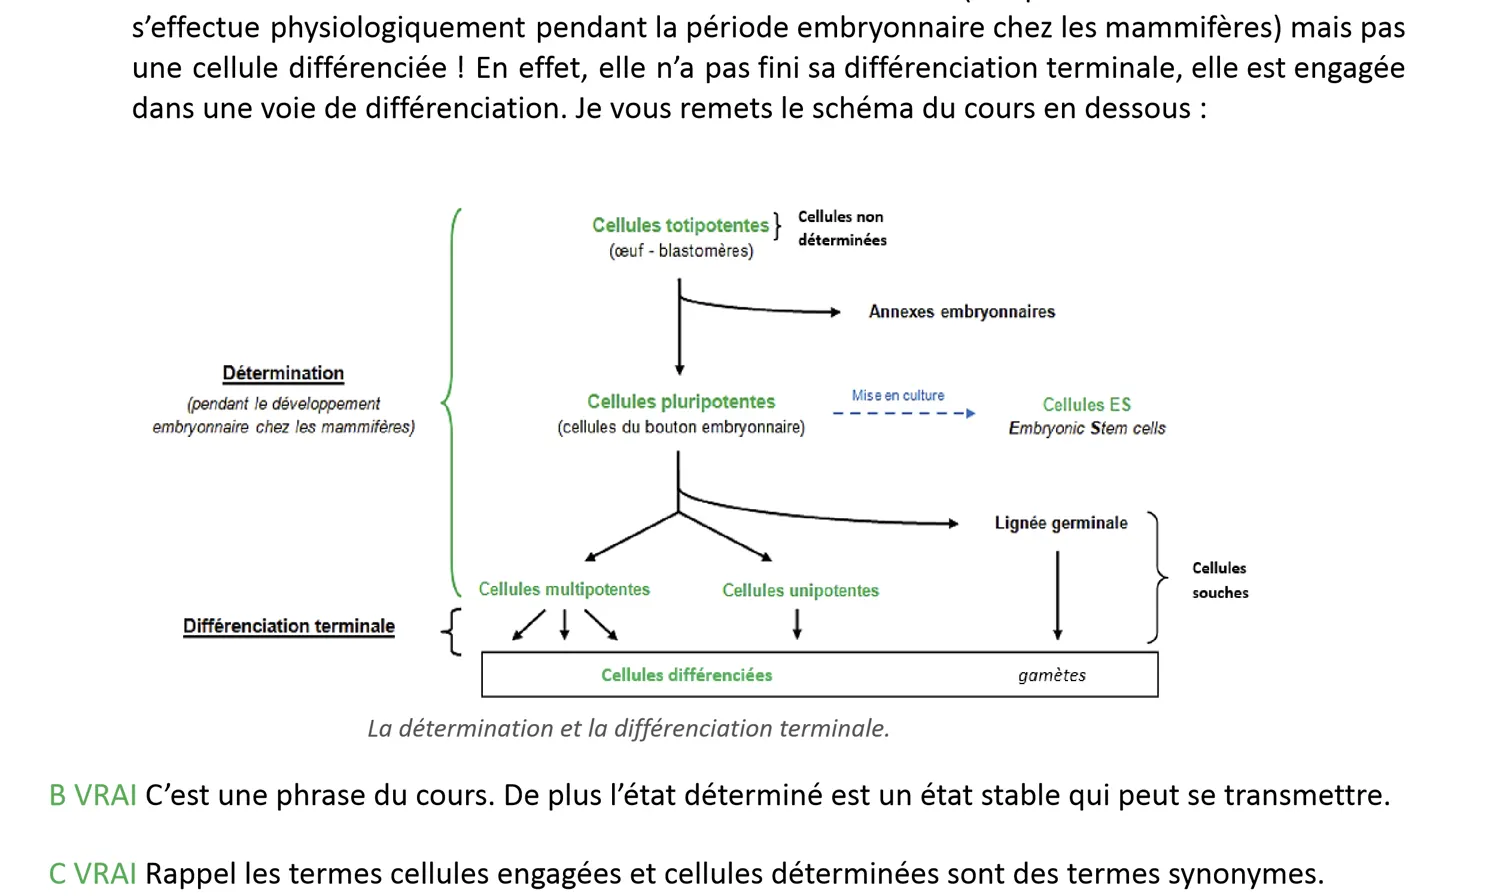 s’effectue physiologiquement pendant la période embryonnaire chez les mammifères) mais pas
une cellule différenciée ! En effet, elle n’a pas fini sa différenciation terminale, elle est engagée
dans une voie de différenciation. Je vous remets le schéma du cours en dessous :
Cellules totipotentes
(œuf - blastomères)
Cellules non
déterminées
Annexes embryonnaires
Détermination
(pendant le développement
embryonnaire chez les mammifères)
Cellules pluripotentes
(cellules du bouton embryonnaire)
Mise en culture
Cellules ES
Embryonic Stem cells
Lignée germinale
Cellules
souches
Cellules multipotentes
Cellules unipotentes
Différenciation terminale
Cellules différenciées
gamètes
La détermination et la différenciation terminale.
B VRAI C’est une phrase du cours. De plus l’état déterminé est un état stable qui peut se transmettre.
C VRAI Rappel les termes cellules engagées et cellules déterminées sont des termes synonymes.